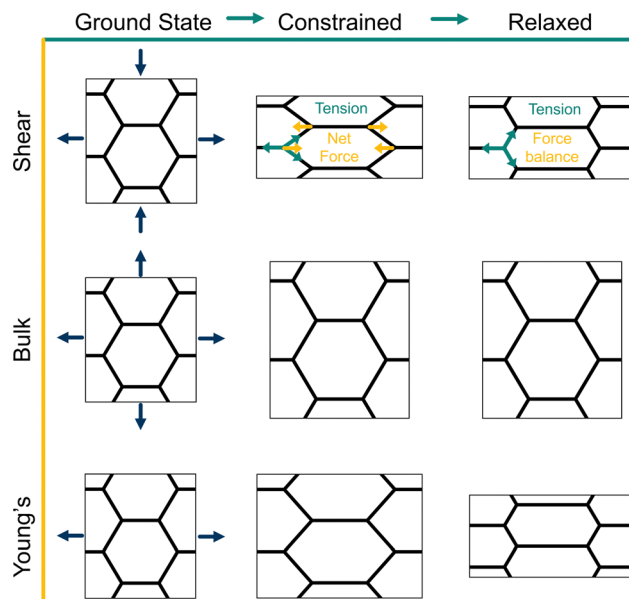 Ground State
Constrained
Relaxed
Shear
Tension
Net
Force
Tension
Force
balance
Bulk
Young's